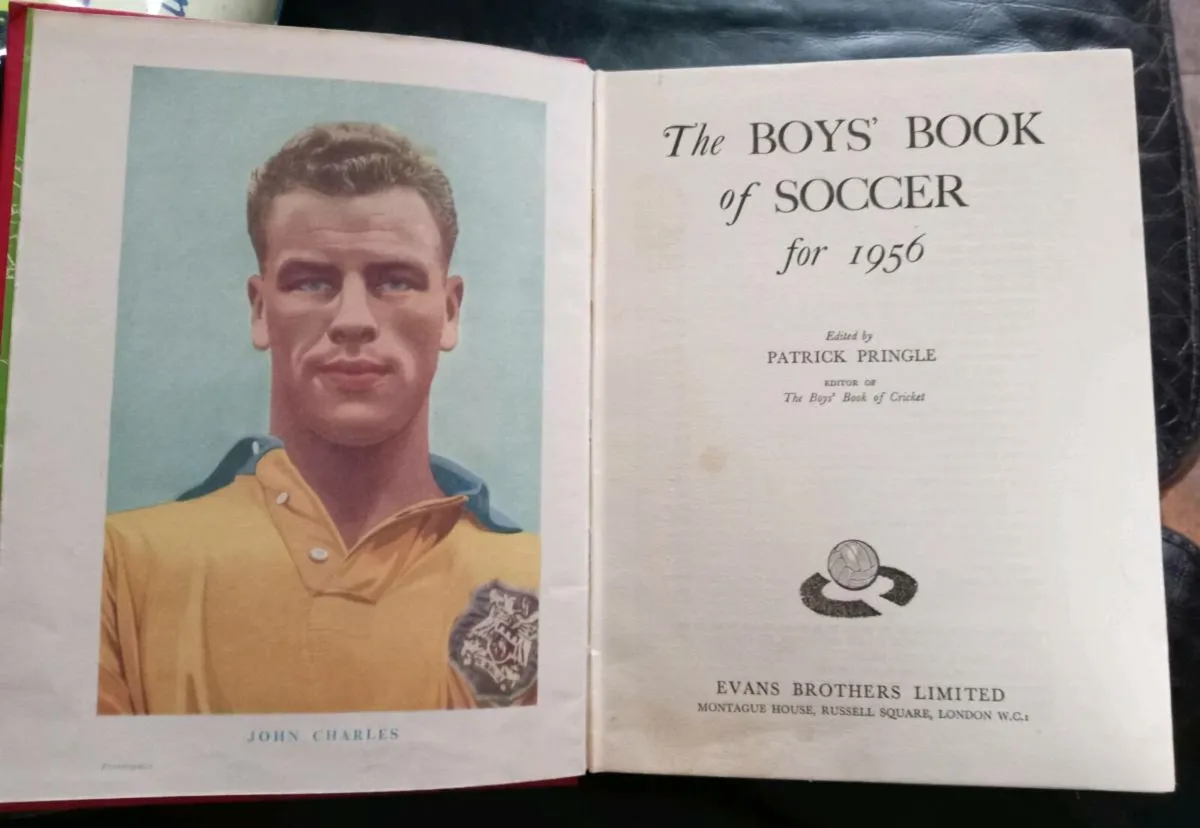 JOHN CHARLES
Frontispiece
The BOYS' BOOK
of SOCCER
for 1956
Edited by
PATRICK PRINGLE
EDITOR OF
The Boys' Book of Cricket
EVANS BROTHERS LIMITED
MONTAGUE HOUSE, RUSSELL SQUARE, LONDON W.C.1